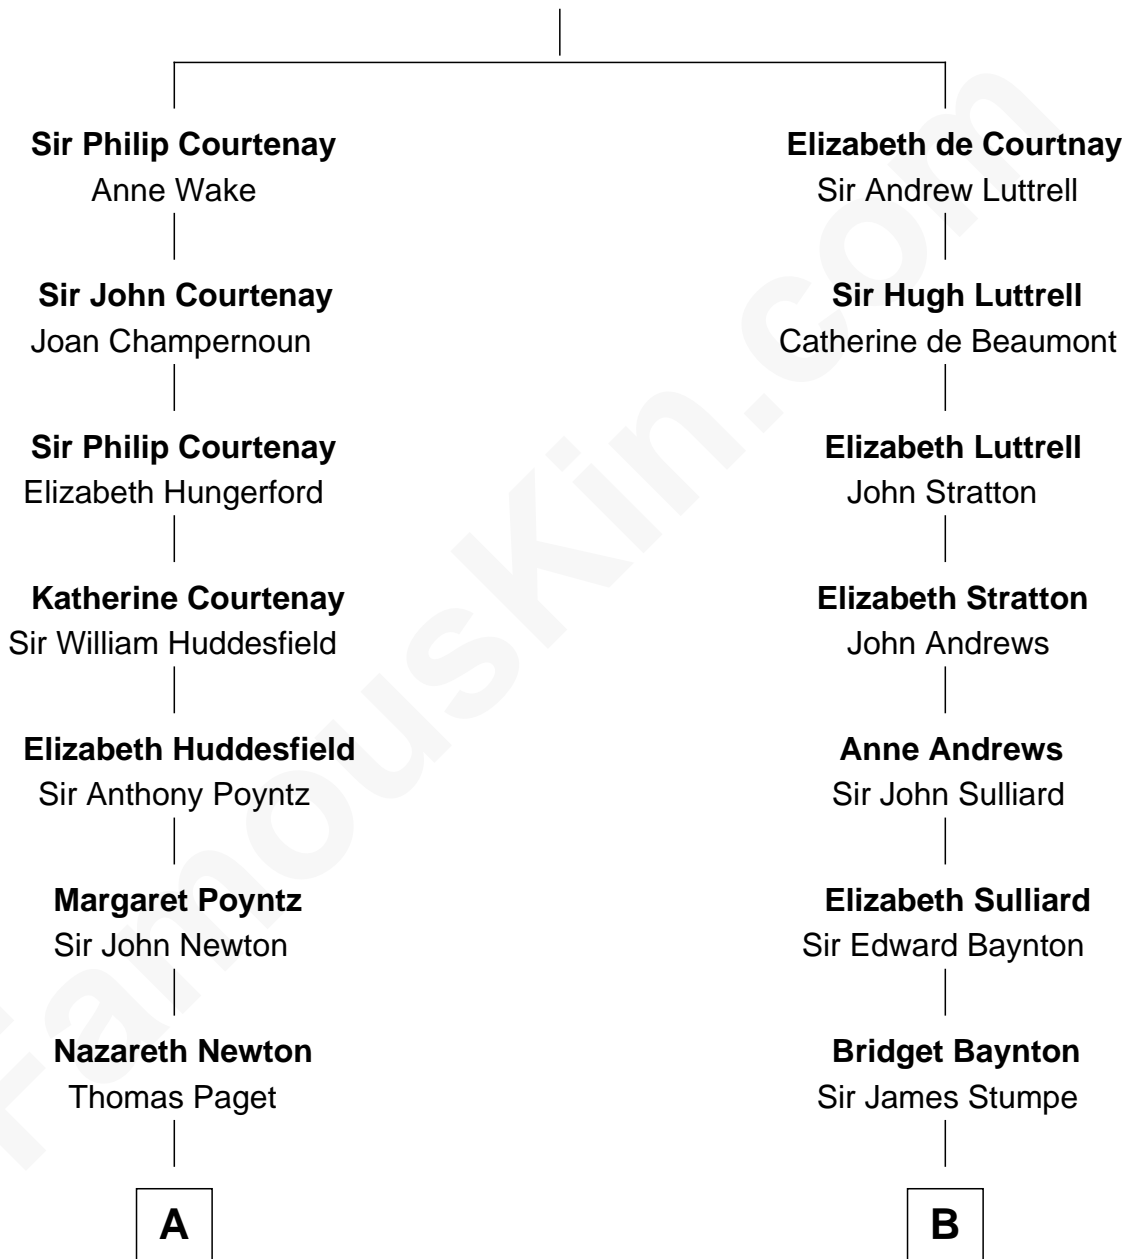 Sir Philip Courtenay
Anne Wake
Sir John Courtenay
Joan Champernoun
Sir Philip Courtenay
Elizabeth Hungerford
Katherine Courtenay
Sir William Huddesfield
Elizabeth Huddesfield
Sir Anthony Poyntz
Margaret Poyntz
Sir John Newton
Nazareth Newton
Thomas Paget
A
Elizabeth de Courtnay
Sir Andrew Luttrell
Sir Hugh Luttrell
Catherine de Beaumont
Elizabeth Luttrell
John Stratton
Elizabeth Stratton
John Andrews
Anne Andrews
Sir John Sulliard
Elizabeth Sulliard
Sir Edward Baynton
Bridget Baynton
Sir James Stumpe
B
FamousKin.com